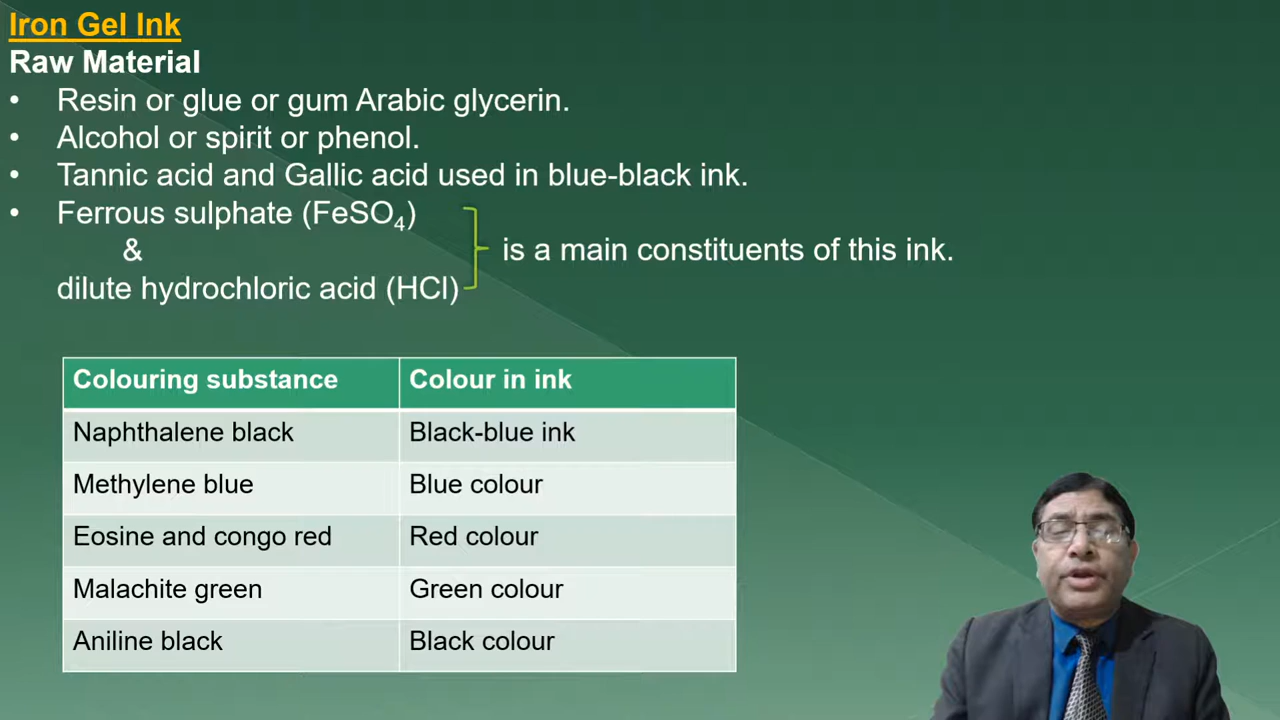 Iron Gel Ink
Raw Material
• Resin or glue or gum Arabic glycerin.
• Alcohol or spirit or phenol.
• Tannic acid and Gallic acid used in blue-black ink.
• Ferrous sulphate (FeSO₄)
& is a main constituents of this ink.
dilute hydrochloric acid (HCl)
Colouring substance Colour in ink
Naphthalene black Black-blue ink
Methylene blue Blue colour
Eosine and congo red Red colour
Malachite green Green colour
Aniline black Black colour